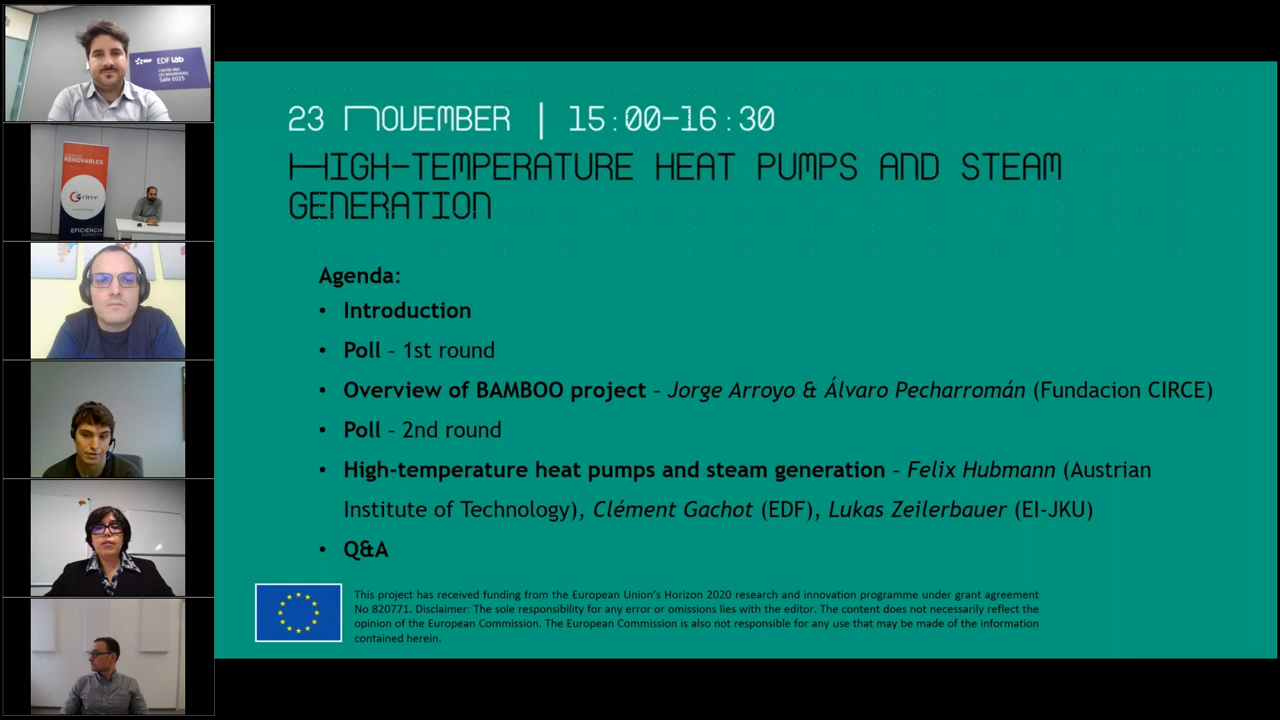 EDF Lab
Salle E025
RENOVABLES
circe
EFICIENCIA
23 NOVEMBER | 15:00-16:30
HIGH-TEMPERATURE HEAT PUMPS AND STEAM
GENERATION
Agenda:
• Introduction
• Poll – 1st round
• Overview of BAMBOO project – Jorge Arroyo & Álvaro Pecharromán (Fundacion CIRCE)
• Poll – 2nd round
• High-temperature heat pumps and steam generation – Felix Hubmann (Austrian
Institute of Technology), Clément Gachot (EDF), Lukas Zeilerbauer (EI-JKU)
• Q&A
This project has received funding from the European Union's Horizon 2020 research and innovation programme under grant agreement
No 820771. Disclaimer: The sole responsibility for any error or omissions lies with the editor. The content does not necessarily reflect the
opinion of the European Commission. The European Commission is also not responsible for any use that may be made of the information
contained herein.